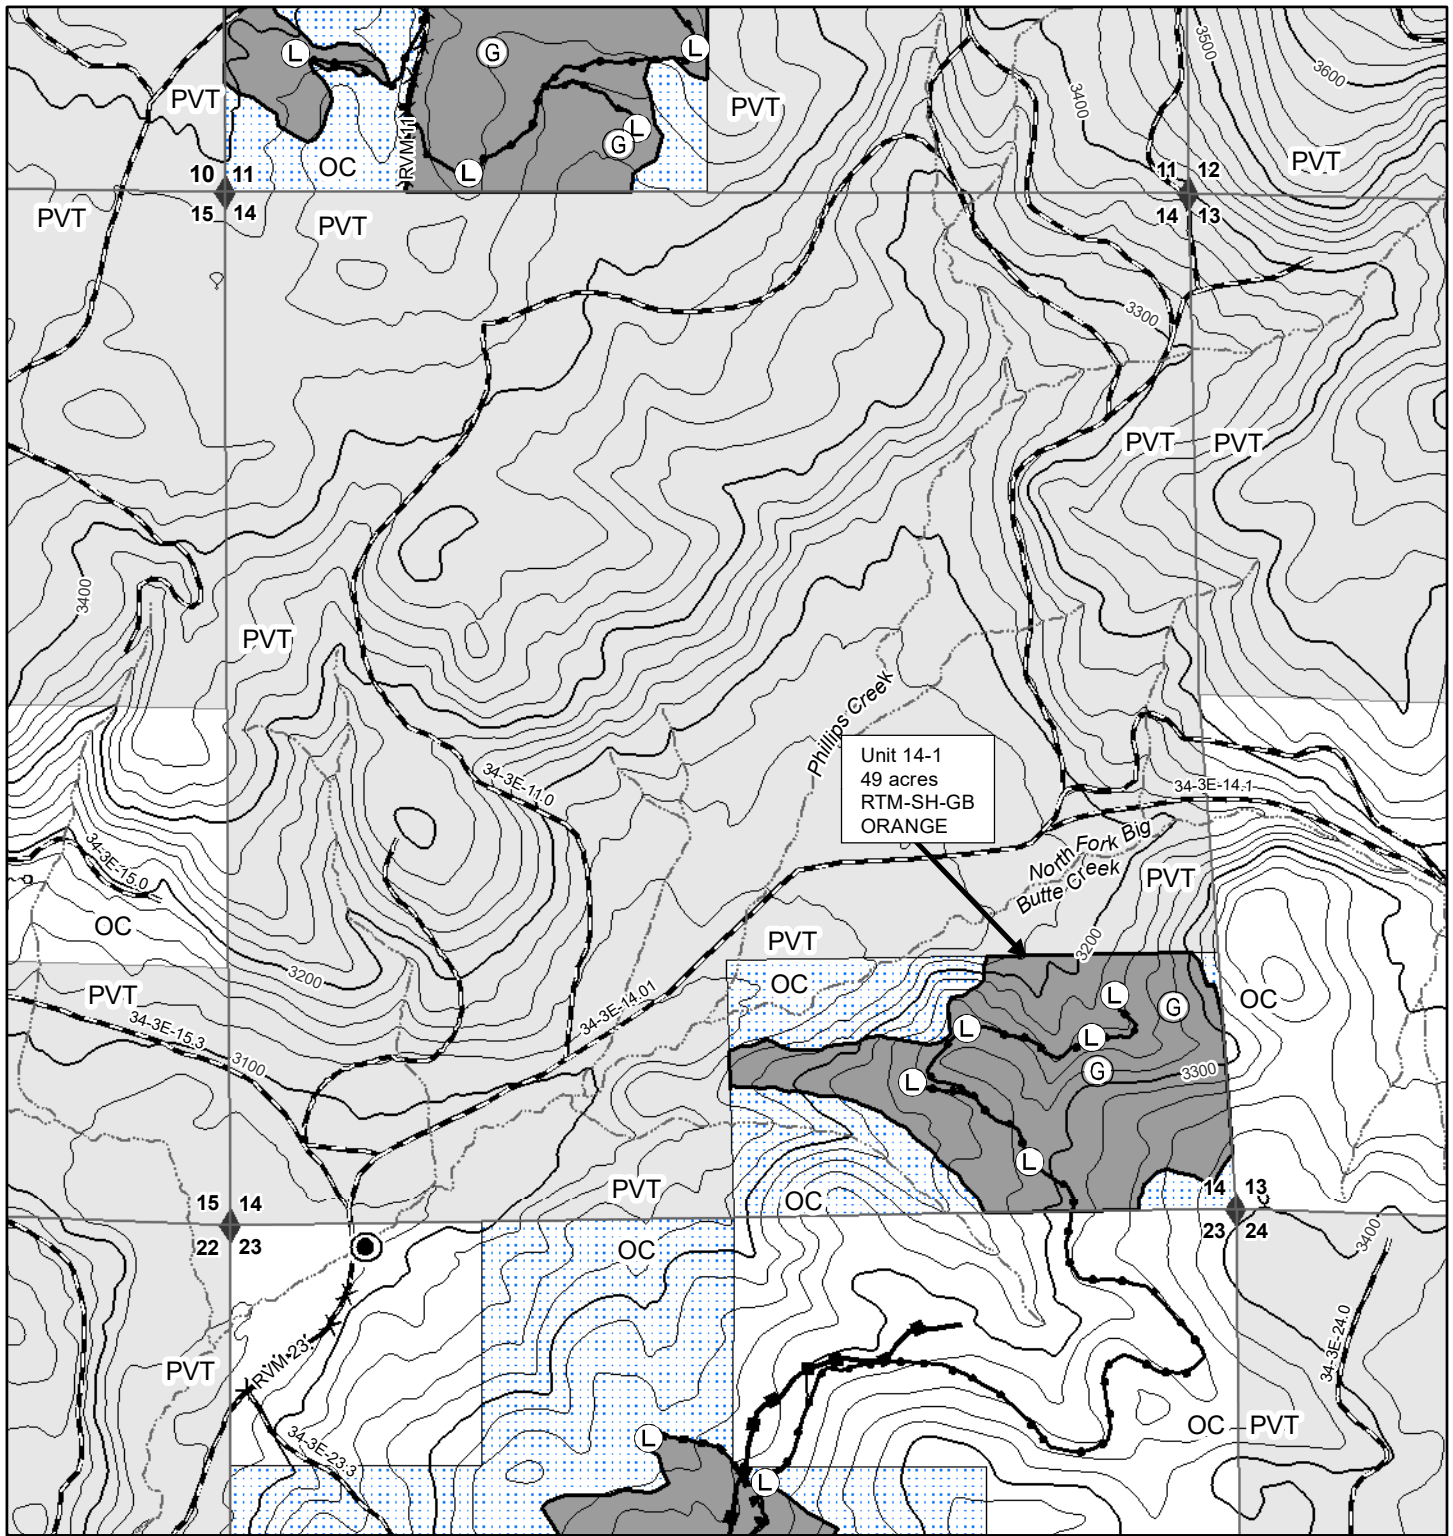 L
G
L
3500
3600
PVT
PVT
3400
RVM-11
L
G
OC
L
PVT
10 11
11 12
15 14
14 13
PVT
PVT
3300
PVT
PVT
3400
PVT
Phillips Creek
Unit 14-1
49 acres
RTM-SH-GB
ORANGE
34-3E-11.0
34-3E-14.1
34-3E-15.0
North Fork Big
Butte Creek
PVT
OC
PVT
3200
3200
OC
PVT
L
G
OC
34-3E-15.3
34-3E-14.01
L
L
3100
L
G
3300
L
PVT
OC
15 14
14 13
22 23
23 24
OC
3400
RVM-23
PVT
34-3E-24.0
OC
PVT
34-3E-23.3
L
L